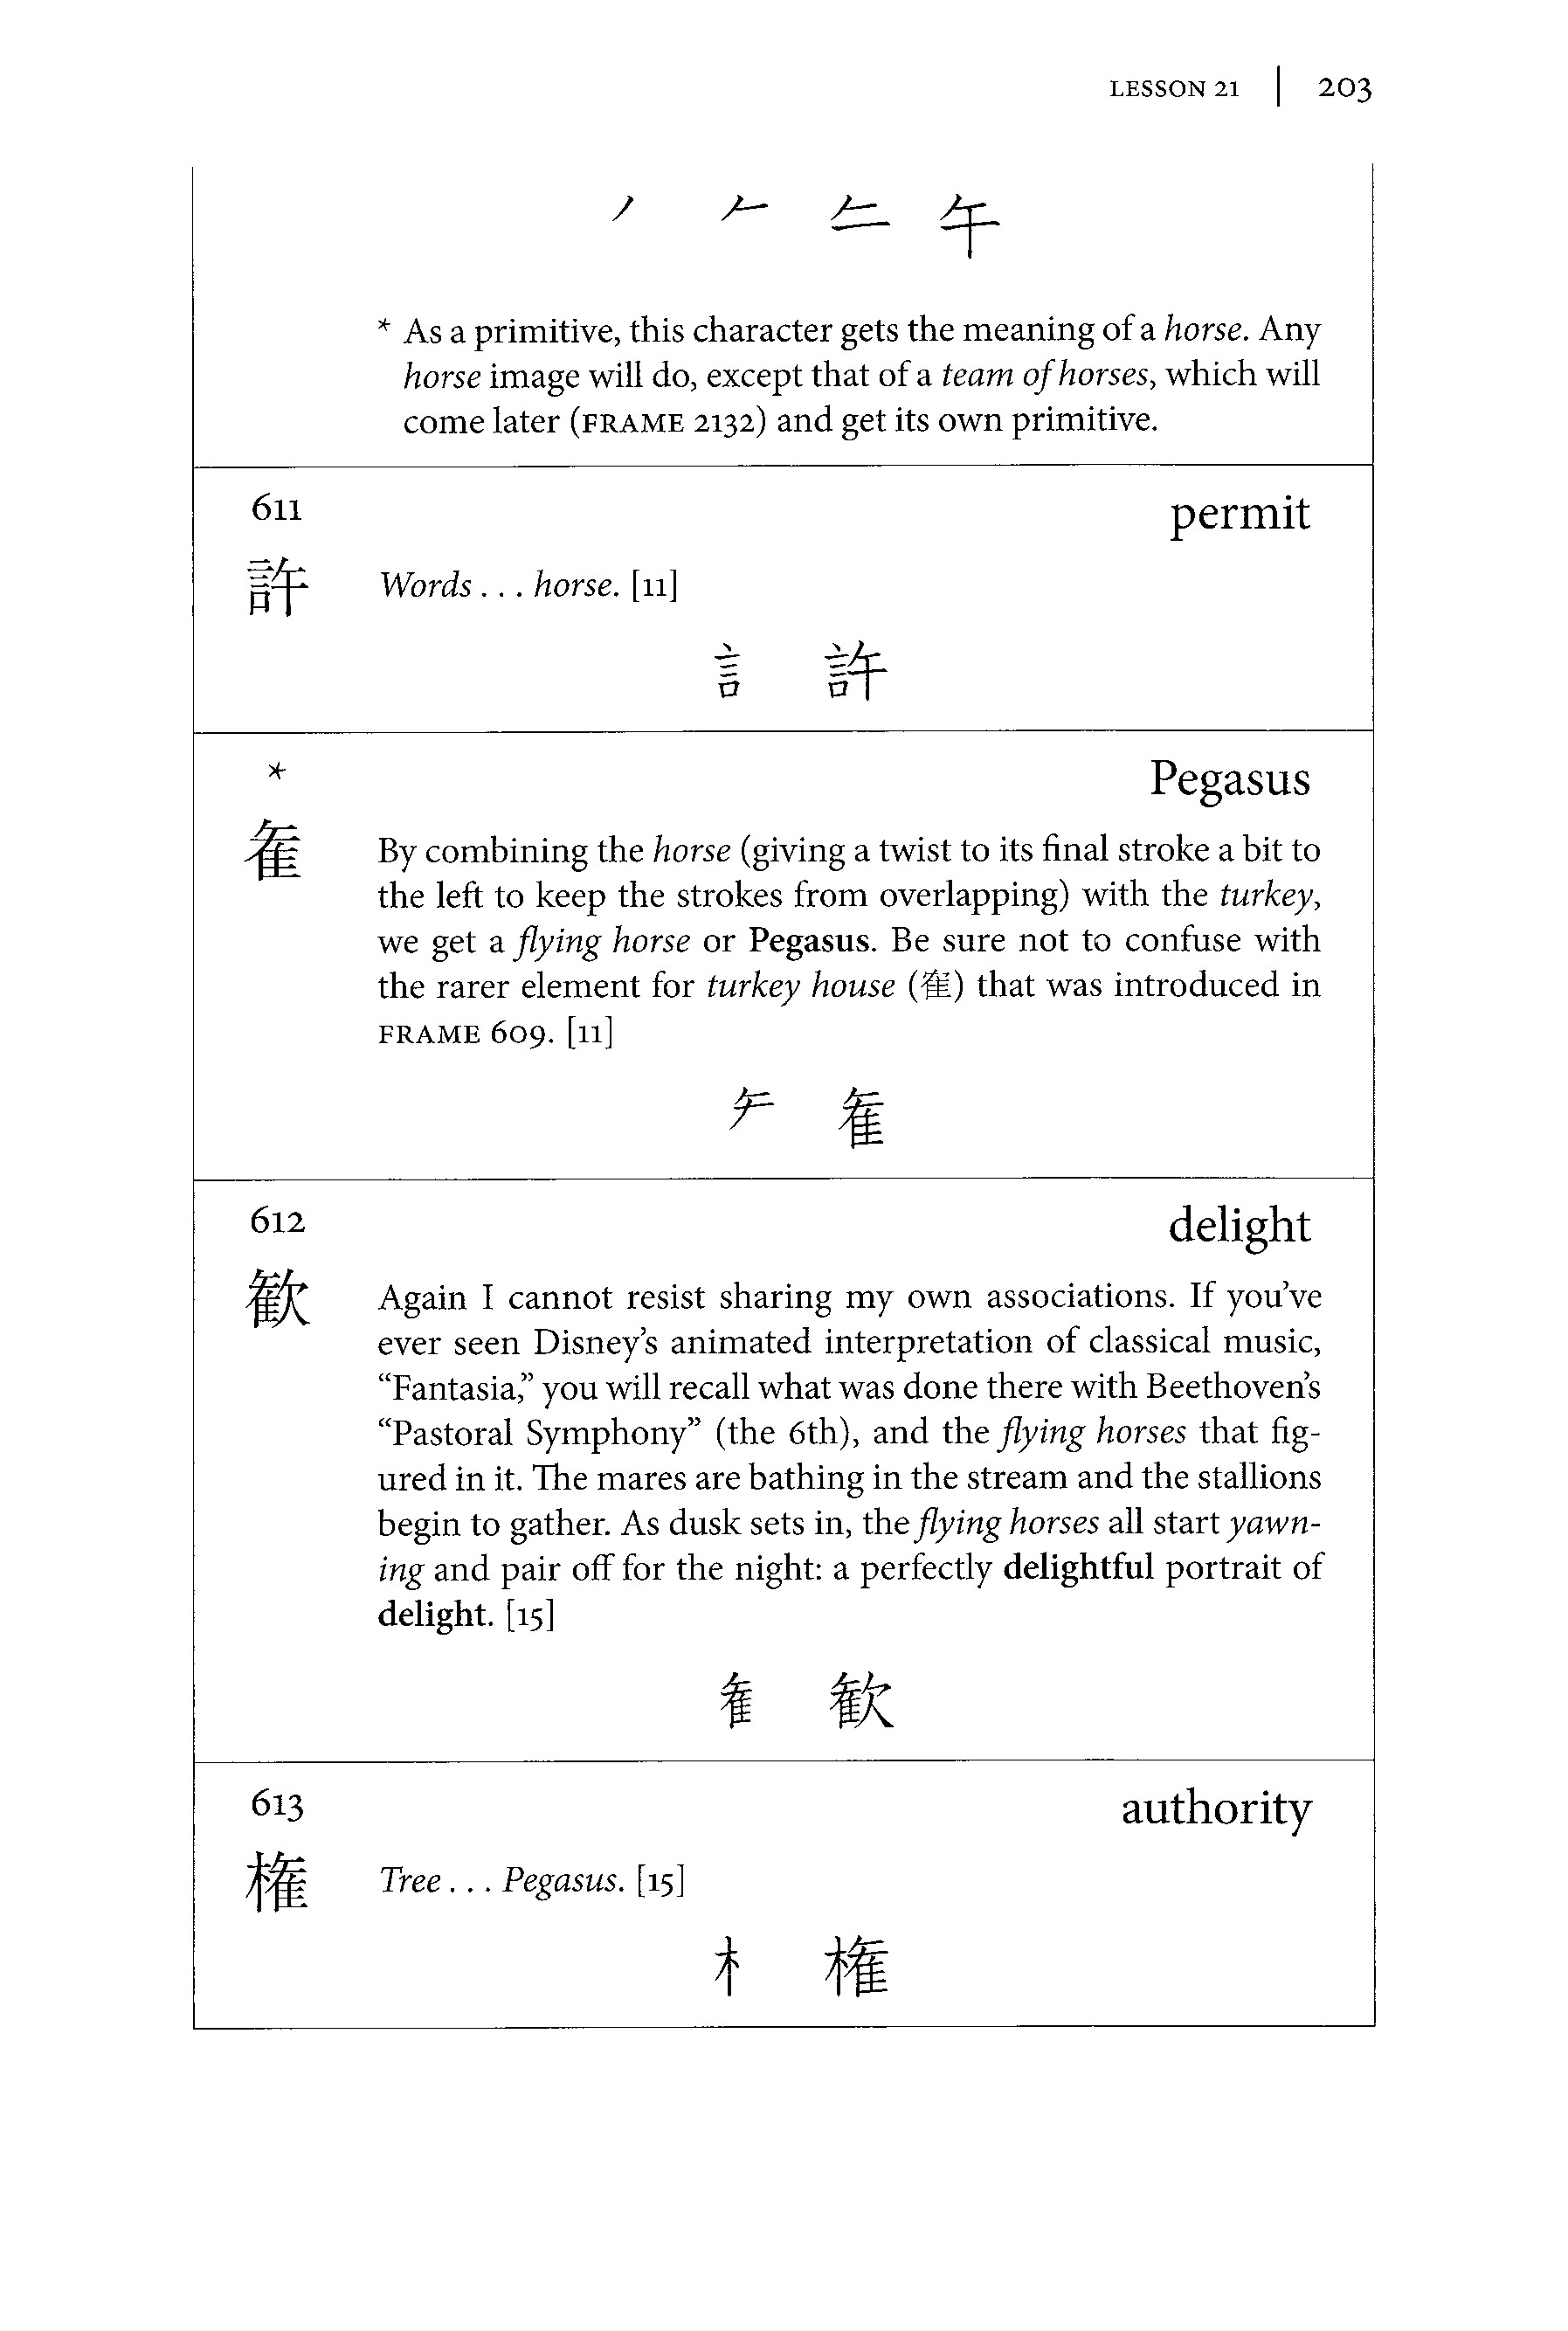 LESSON 21 | 203
丿 𠂉 午
* As a primitive, this character gets the meaning of a horse. Any
horse image will do, except that of a team of horses, which will
come later (FRAME 2132) and get its own primitive.
611 permit
許 Words . . . horse. [11]
言 許
* Pegasus
By combining the horse (giving a twist to its final stroke a bit to
the left to keep the strokes from overlapping) with the turkey,
we get a flying horse or Pegasus. Be sure not to confuse with
the rarer element for turkey house (寉) that was introduced in
FRAME 609. [11]
612 delight
歓 Again I cannot resist sharing my own associations. If you’ve
ever seen Disney’s animated interpretation of classical music,
“Fantasia,” you will recall what was done there with Beethoven’s
“Pastoral Symphony” (the 6th), and the flying horses that fig-
ured in it. The mares are bathing in the stream and the stallions
begin to gather. As dusk sets in, the flying horses all start yawn-
ing and pair off for the night: a perfectly delightful portrait of
delight. [15]
歓
613 authority
権 Tree . . . Pegasus. [15]
木 権